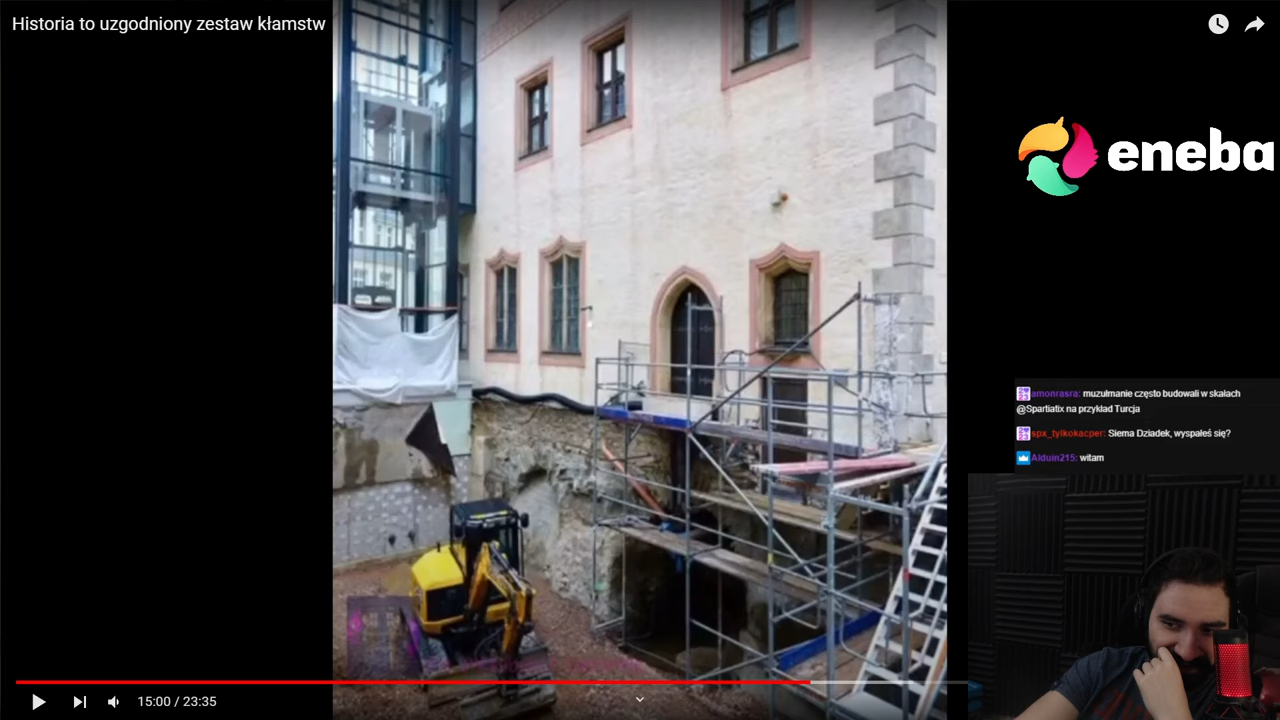 Historia to uzgodniony zestaw kłamstw
eneba
amonrasra: muzułmanie często budowali w skałach
@Spartiatix na przykład Turcja
spx_tylkokacper: Siema Dziadek, wyspałeś się?
Alduin215: witam
15:00 / 23:35